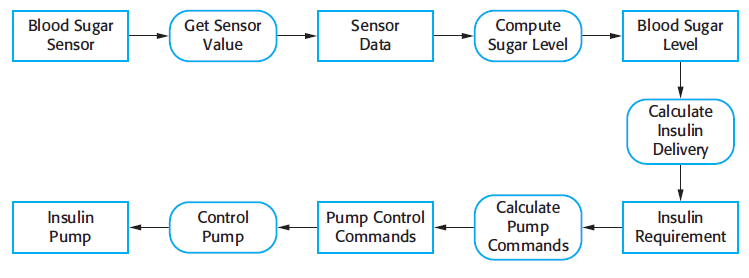 Blood Sugar
Sensor
Get Sensor
Value
Sensor
Data
Compute
Sugar Level
Blood Sugar
Level
Calculate
Insulin
Delivery
Insulin
Pump
Control
Pump
Pump Control
Commands
Calculate
Pump
Commands
Insulin
Requirement